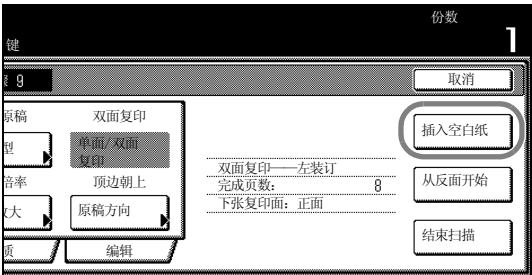 份数
键
1
9
取消
原稿
双面复印
插入空白纸
型
单面/双面
复印
双面复印——左装订
完成页数： 8
下张复印面：正面
倍率
顶边朝上
从反面开始
放大
原稿方向
结束扫描
质
编辑